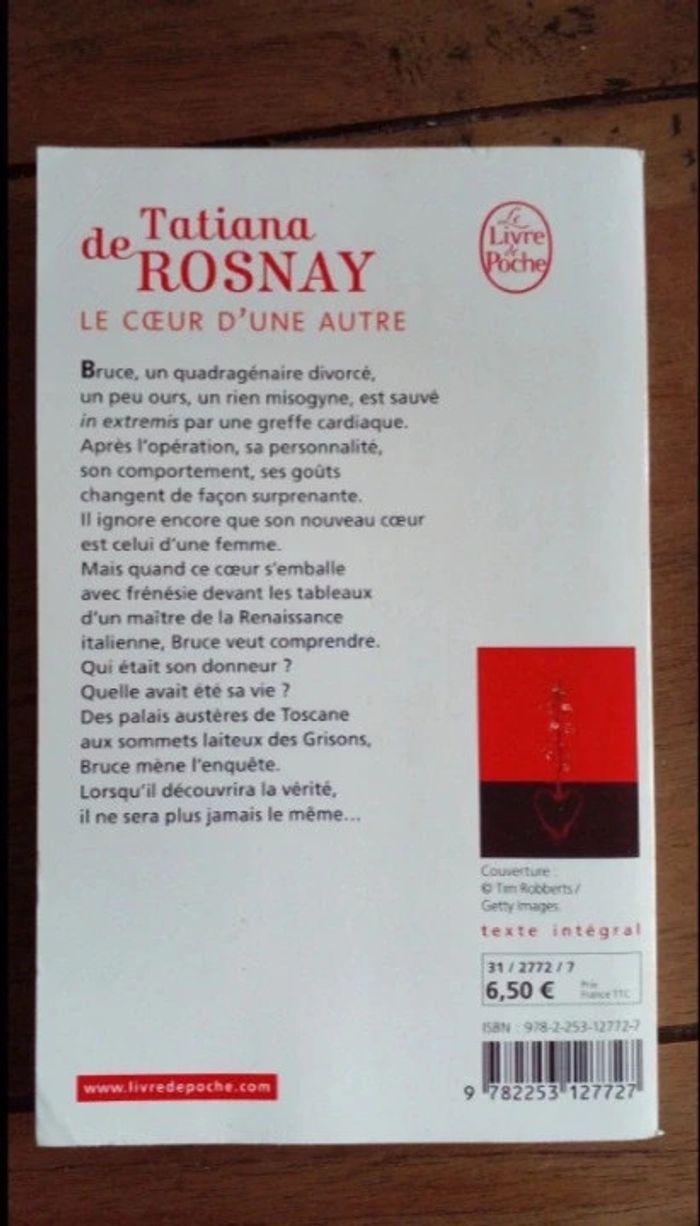 Tatiana
de ROSNAY
LE CŒUR D'UNE AUTRE
Le
Livre
de
Poche
Bruce, un quadragénaire divorcé,
un peu ours, un rien misogyne, est sauvé
in extremis par une greffe cardiaque.
Après l'opération, sa personnalité,
son comportement, ses goûts
changent de façon surprenante.
Il ignore encore que son nouveau cœur
est celui d'une femme.
Mais quand ce cœur s'emballe
avec frénésie devant les tableaux
d'un maître de la Renaissance
italienne, Bruce veut comprendre.
Qui était son donneur ?
Quelle avait été sa vie ?
Des palais austères de Toscane
aux sommets laiteux des Grisons,
Bruce mène l'enquête.
Lorsqu'il découvrira la vérité,
il ne sera plus jamais le même...
Couverture :
© Tim Robberts /
Getty Images.
texte intégral
31 / 2772 / 7
6,50 €
Prix
France TTC
ISBN : 978-2-253-12772-7
9 782253 127727
www.livredepoche.com